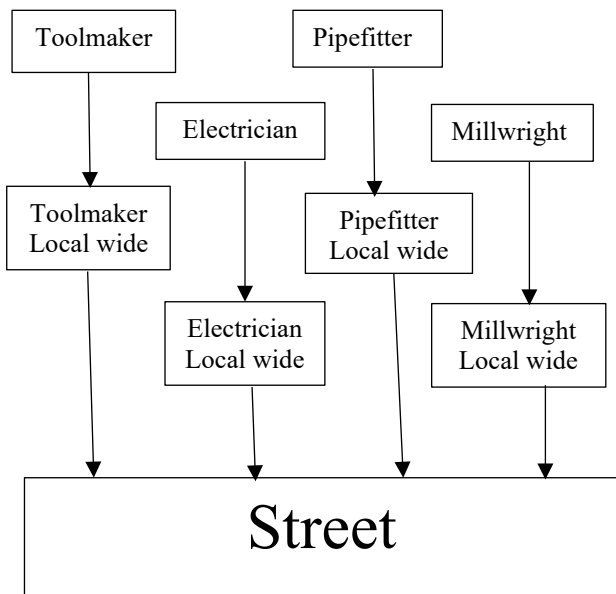 Toolmaker
Pipefitter
Electrician
Millwright
Toolmaker
Local wide
Pipefitter
Local wide
Electrician
Local wide
Millwright
Local wide
Street